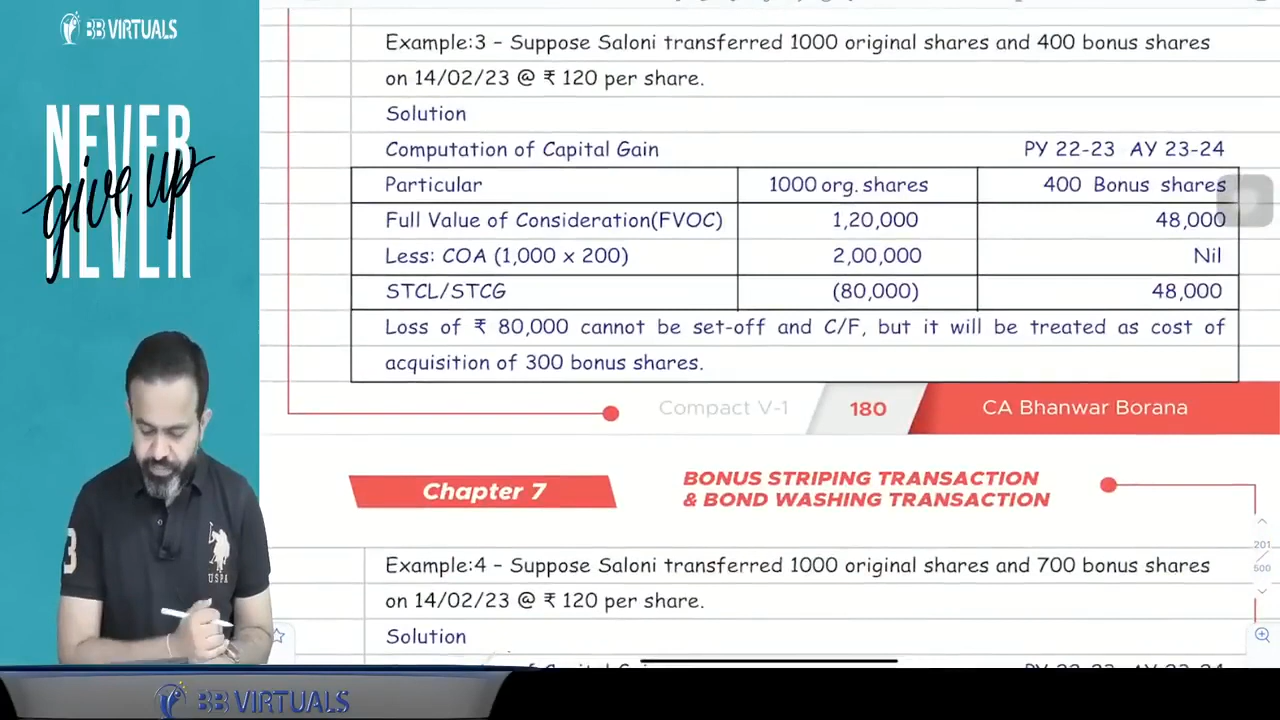 BB VIRTUALS
NEVER
give up
NEVER
Example:3 – Suppose Saloni transferred 1000 original shares and 400 bonus shares
on 14/02/23 @ ₹ 120 per share.
Solution
Computation of Capital Gain PY 22-23 AY 23-24
Particular 1000 org. shares 400 Bonus shares
Full Value of Consideration(FVOC) 1,20,000 48,000
Less: COA (1,000 x 200) 2,00,000 Nil
STCL/STCG (80,000) 48,000
Loss of ₹ 80,000 cannot be set-off and C/F, but it will be treated as cost of
acquisition of 300 bonus shares.
Compact V-1 180 CA Bhanwar Borana
Chapter 7
BONUS STRIPING TRANSACTION
& BOND WASHING TRANSACTION
201
500
Example:4 – Suppose Saloni transferred 1000 original shares and 700 bonus shares
on 14/02/23 @ ₹ 120 per share.
Solution
3
USPA
BB VIRTUALS